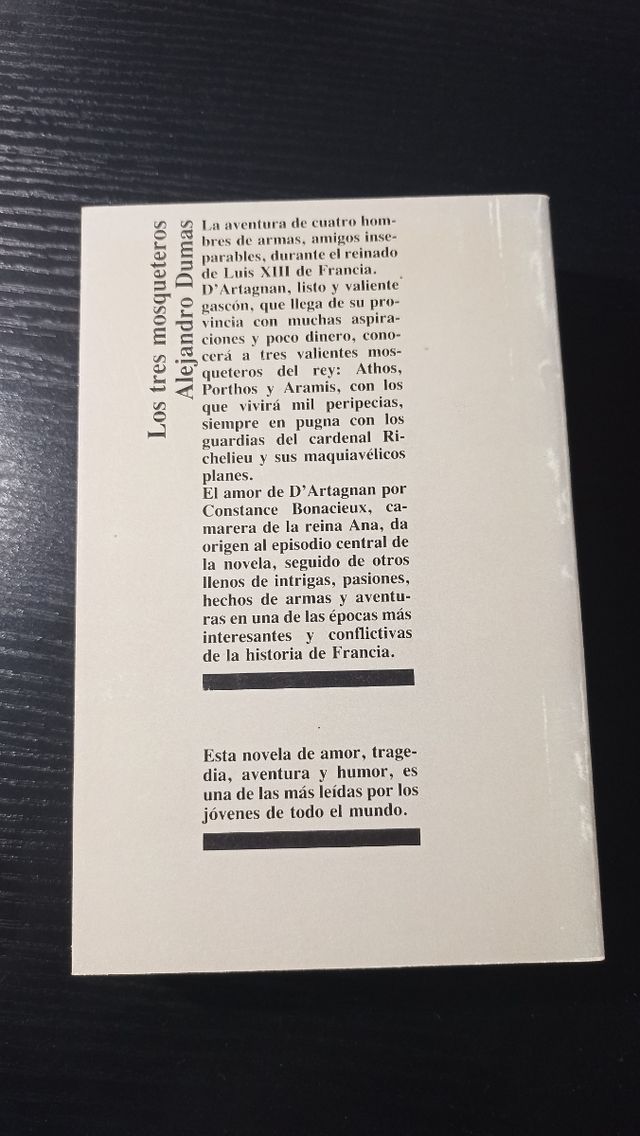 Los tres mosqueteros
Alejandro Dumas
La aventura de cuatro hom-
bres de armas, amigos inse-
parables, durante el reinado
de Luis XIII de Francia.
D'Artagnan, listo y valiente
gascón, que llega de su pro-
vincia con muchas aspira-
ciones y poco dinero, cono-
cerá a tres valientes mos-
queteros del rey: Athos,
Porthos y Aramis, con los
que vivirá mil peripecias,
siempre en pugna con los
guardias del cardenal Ri-
chelieu y sus maquiavélicos
planes.
El amor de D'Artagnan por
Constance Bonacieux, ca-
marera de la reina Ana, da
origen al episodio central de
la novela, seguido de otros
llenos de intrigas, pasiones,
hechos de armas y aventu-
ras en una de las épocas más
interesantes y conflictivas
de la historia de Francia.
Esta novela de amor, trage-
dia, aventura y humor, es
una de las más leídas por los
jóvenes de todo el mundo.